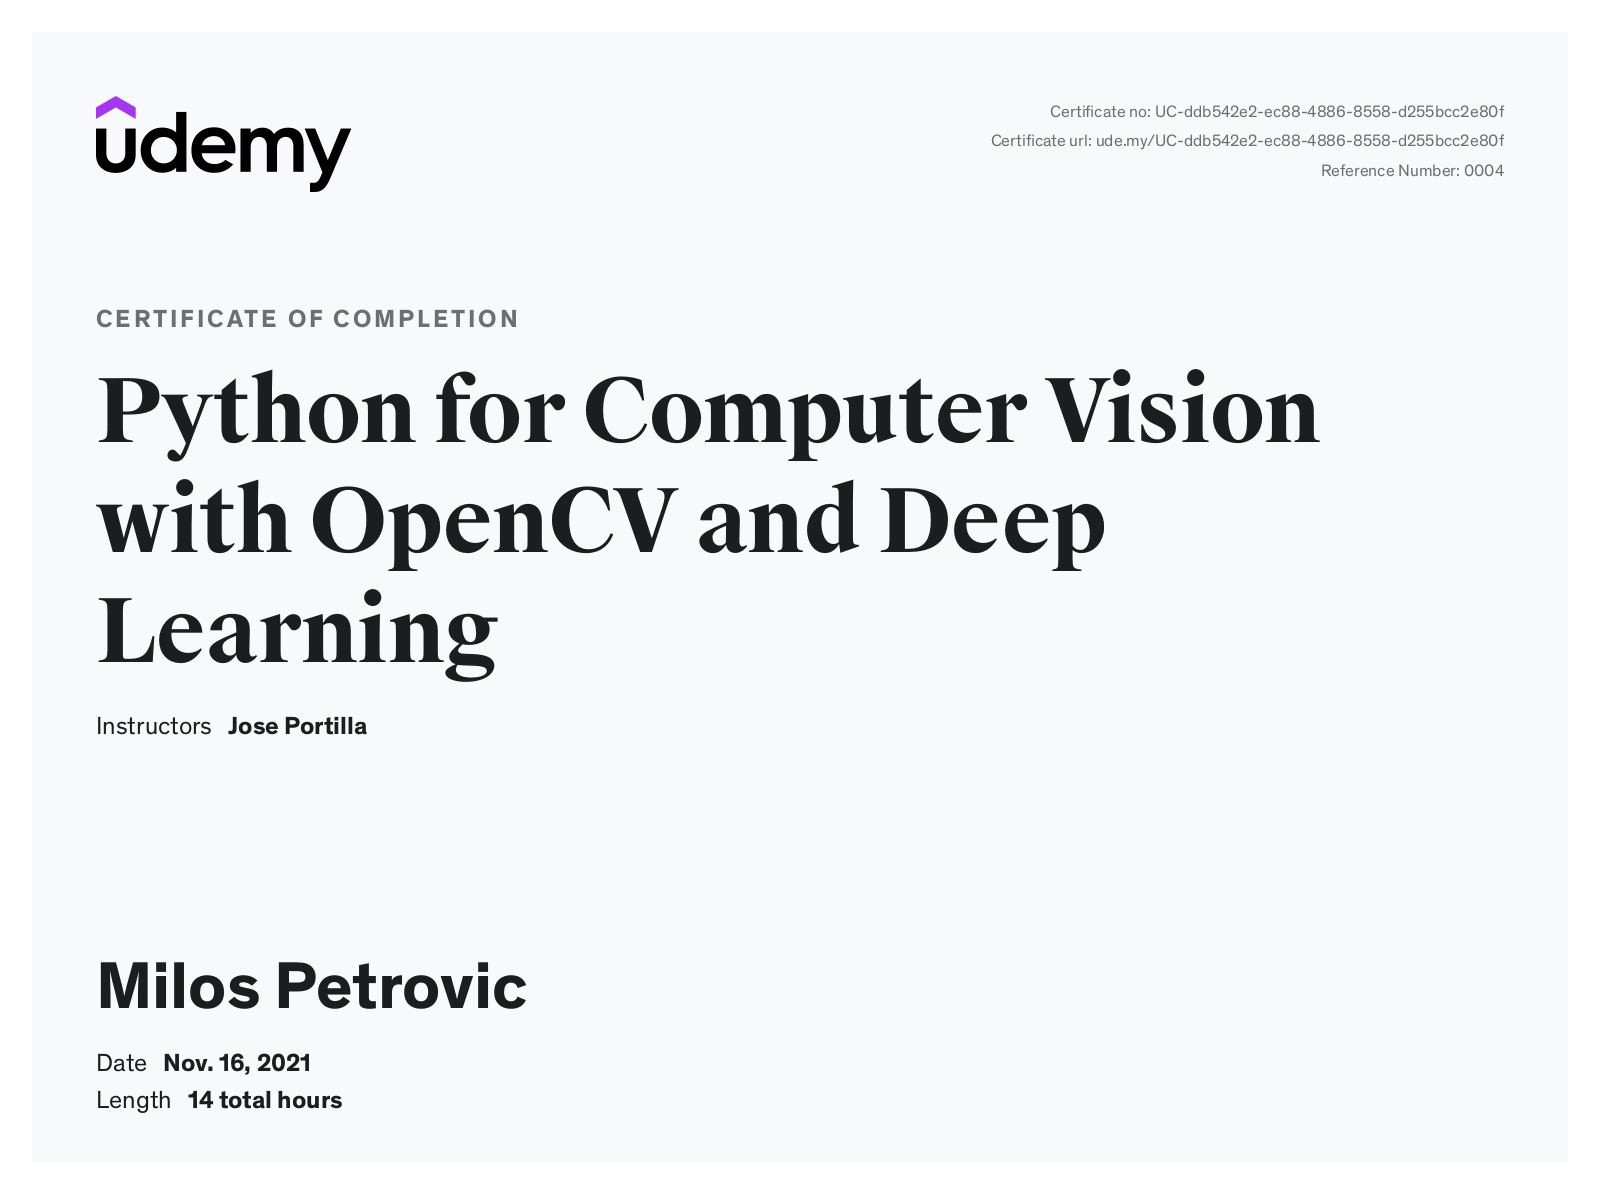 udemy
Certificate no: UC-ddb542e2-ec88-4886-8558-d255bcc2e80f
Certificate url: ude.my/UC-ddb542e2-ec88-4886-8558-d255bcc2e80f
Reference Number: 0004
CERTIFICATE OF COMPLETION
Python for Computer Vision
with OpenCV and Deep
Learning
Instructors Jose Portilla
Milos Petrovic
Date Nov. 16, 2021
Length 14 total hours